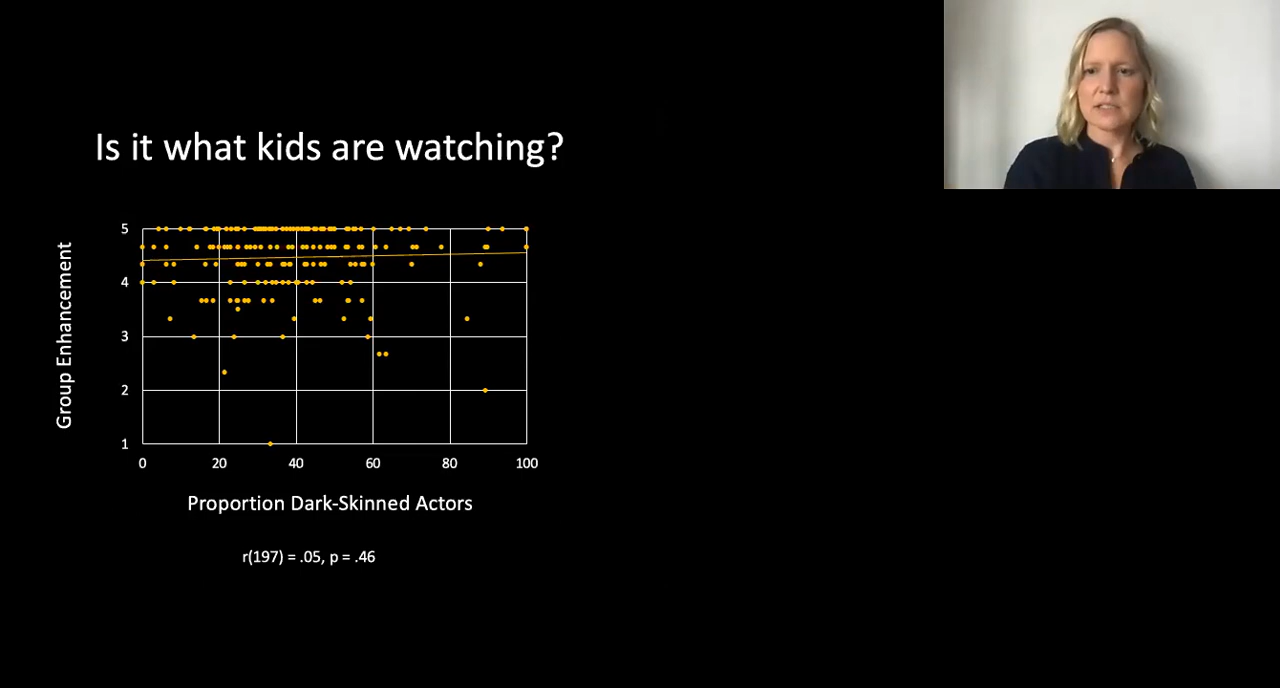 Is it what kids are watching?
Group Enhancement
5
4
3
2
1
0 20 40 60 80 100
Proportion Dark-Skinned Actors
r(197) = .05, p = .46